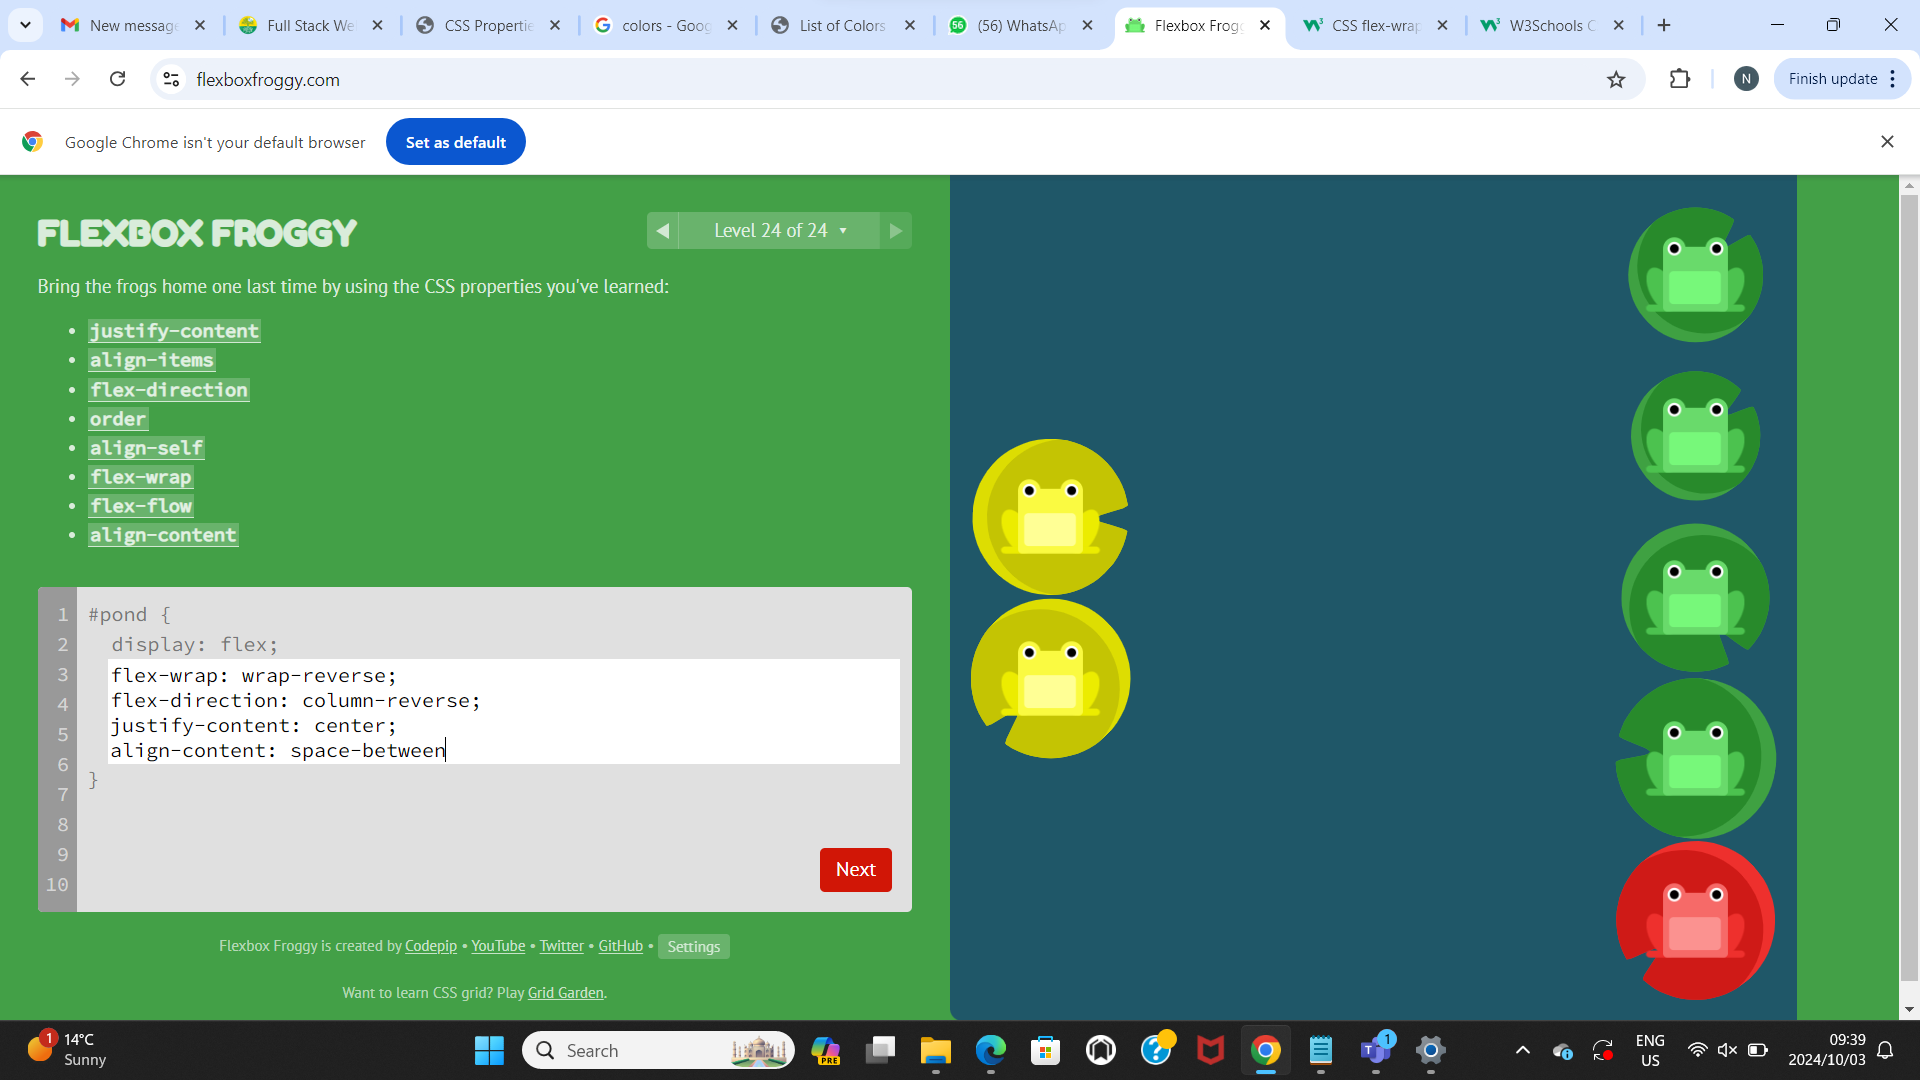 New message
Full Stack We
CSS Propertie
colors - Goog
List of Colors
(56) WhatsAp
Flexbox Frogg
CSS flex-wrap
W3Schools C
flexboxfroggy.com
N
Finish update
Google Chrome isn't your default browser
Set as default
FLEXBOX FROGGY
Level 24 of 24
Bring the frogs home one last time by using the CSS properties you've learned:
• justify-content
• align-items
• flex-direction
• order
• align-self
• flex-wrap
• flex-flow
• align-content
1 #pond {
2 display: flex;
3 flex-wrap: wrap-reverse;
4 flex-direction: column-reverse;
5 justify-content: center;
6 align-content: space-between
7 }
8
9
10
Next
Flexbox Froggy is created by Codepip • YouTube • Twitter • GitHub • Settings
Want to learn CSS grid? Play Grid Garden.
1
14°C
Sunny
Search
PRE
1
ENG
US
09:39
2024/10/03